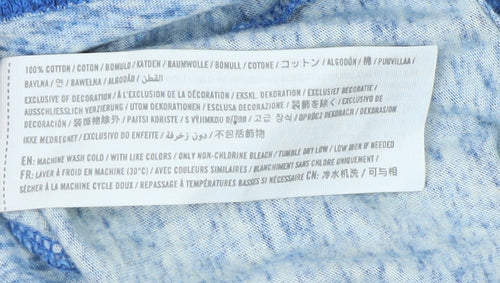 100% COTTON / COTON / BOMULD / KATOEN / BAUMWOLLE / BOMULL / COTONE / コットン / ALGODÓN / 棉 / PUUVILLAA /
BAVLNA / 면 / BAWEŁNA / ALGODÃO / القطن
EXCLUSIVE OF DECORATION / À L'EXCLUSION DE LA DÉCORATION / EKSKL. DEKORATION / EXCLUSIEF DECORATIE /
AUSSCHLIEßLICH VERZIERUNG / UTOM DEKORATIONEN / ESCLUSA DECORAZIONE / 装飾を除く / EXCLUSIVO DE
DECORACIÓN / 装饰物除外 / PAITSI KORISTE / S VÝJIMKOU / 고급 장식 / OPRÓCZ DEKORACJI / DEKORASJON
IKKE MEDREGNET / EXCLUSIVO DO ENFEITE / دون زخرفة / 不包括飾物
EN: MACHINE WASH COLD / WITH LIKE COLORS / ONLY NON-CHLORINE BLEACH / TUMBLE DRY LOW / LOW IRON IF NEEDED
FR: LAVER À FROID EN MACHINE (30°C) / AVEC COULEURS SIMILAIRES / BLANCHIMENT SANS CHLORE UNIQUEMENT /
SÉCHER À LA MACHINE CYCLE DOUX / REPASSAGE À TEMPÉRATURES BASSES SI NÉCESSAIRE CN: 冷水机洗 / 可与相